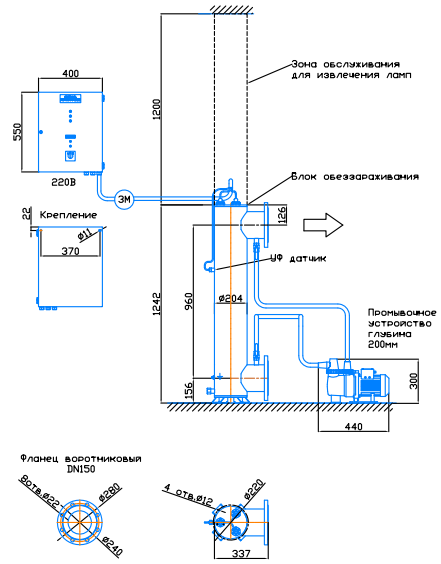 400
Зона обслуживания
для извлечения ламп
1200
550
220В
3М
Блок обеззараживания
22
Крепление
ø11
370
126
УФ датчик
960
1242
ø204
Промывочное
устройство
глубина
200мм
156
300
440
Фланец воротниковый
DN150
8отв.ø22
ø280
ø240
4 отв.ø12
ø220
337